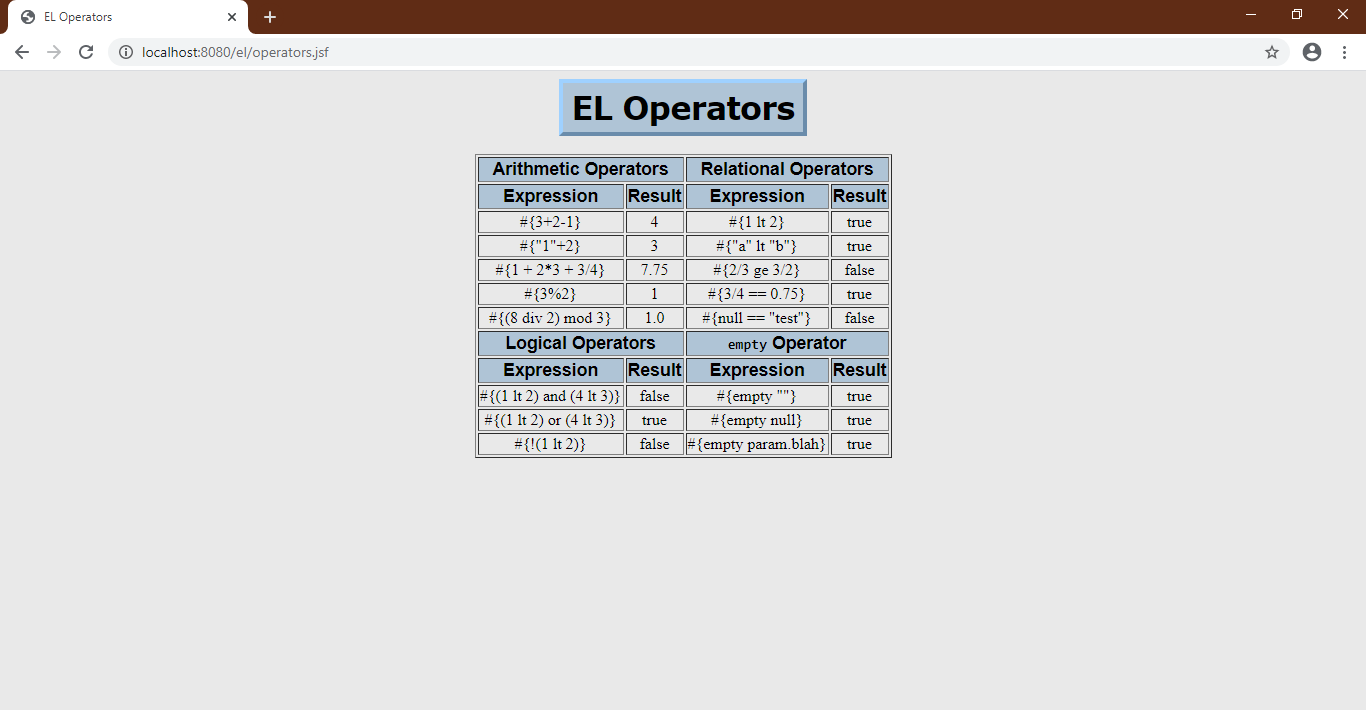 EL Operators
localhost:8080/el/operators.jsf
EL Operators
Arithmetic Operators Relational Operators
Expression Result Expression Result
#{3+2-1} 4 #{1 lt 2} true
#{"1"+2} 3 #{"a" lt "b"} true
#{1 + 2*3 + 3/4} 7.75 #{2/3 ge 3/2} false
#{3%2} 1 #{3/4 == 0.75} true
#{(8 div 2) mod 3} 1.0 #{null == "test"} false
Logical Operators empty Operator
Expression Result Expression Result
#{(1 lt 2) and (4 lt 3)} false #{empty ""} true
#{(1 lt 2) or (4 lt 3)} true #{empty null} true
#{!(1 lt 2)} false #{empty param.blah} true